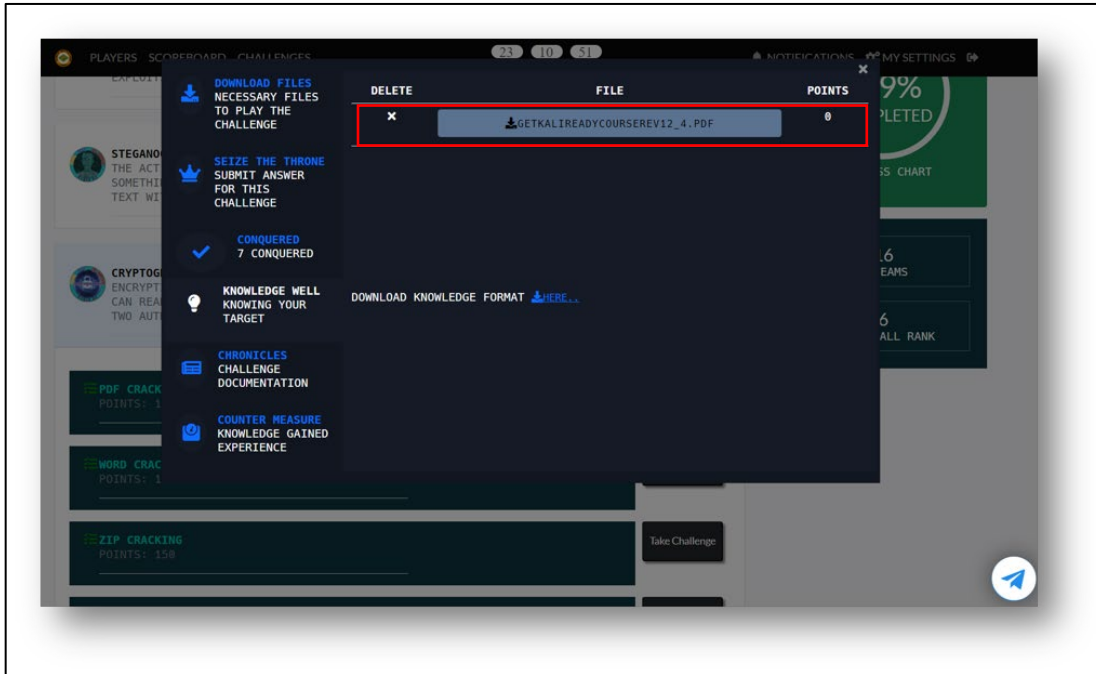 PLAYERS SCOREBOARD CHALLENGES 23 10 51 NOTIFICATIONS MY SETTINGS
9%
PLETED
SS CHART
16
EAMS
6
ALL RANK
EXPLOIT
STEGANO
THE ACT
SOMETHI
TEXT WI
CRYPTOG
ENCRYPT
CAN REA
TWO AUT
PDF CRACK
POINTS: 1
WORD CRAC
POINTS: 1
ZIP CRACKING
POINTS: 150
Take Challenge
DOWNLOAD FILES
NECESSARY FILES
TO PLAY THE
CHALLENGE
SEIZE THE THRONE
SUBMIT ANSWER
FOR THIS
CHALLENGE
CONQUERED
7 CONQUERED
KNOWLEDGE WELL
KNOWING YOUR
TARGET
CHRONICLES
CHALLENGE
DOCUMENTATION
COUNTER MEASURE
KNOWLEDGE GAINED
EXPERIENCE
×
DELETE FILE POINTS
× GETKALIREADYCOURSEREV12_4.PDF 0
DOWNLOAD KNOWLEDGE FORMAT HERE..